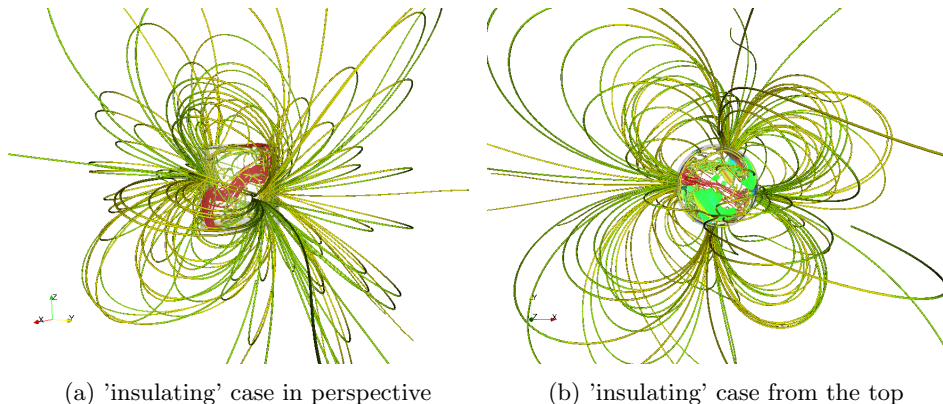 Z
X
Y
Y
Z
X
(a) 'insulating' case in perspective
(b) 'insulating' case from the top